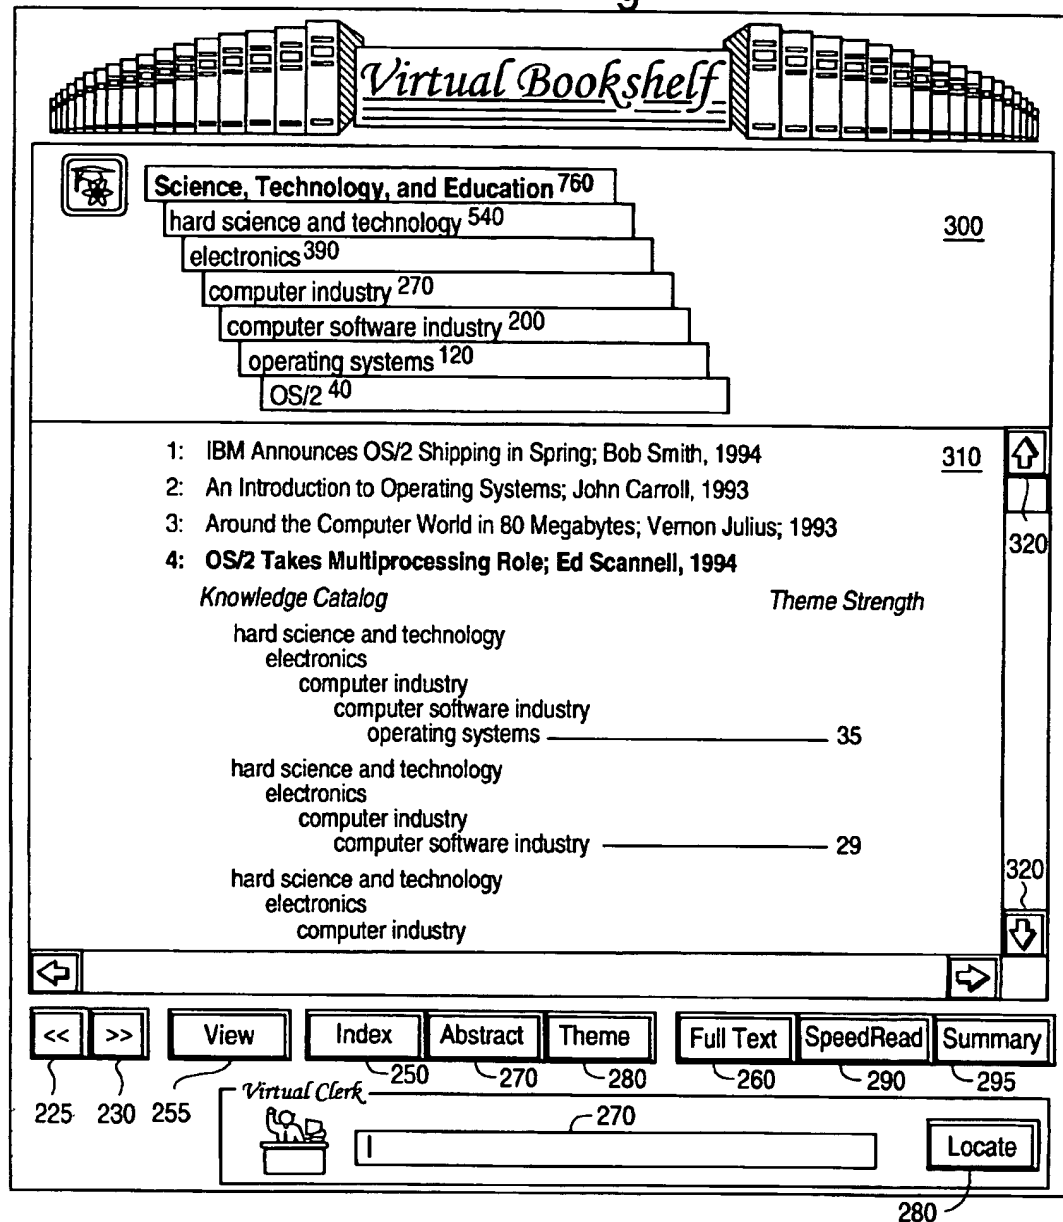 Virtual Bookshelf
Science, Technology, and Education 760
hard science and technology 540
300
electronics 390
computer industry 270
computer software industry 200
operating systems 120
OS/2 40
1: IBM Announces OS/2 Shipping in Spring; Bob Smith, 1994
310
2: An Introduction to Operating Systems; John Carroll, 1993
3: Around the Computer World in 80 Megabytes; Vernon Julius; 1993
320
4: OS/2 Takes Multiprocessing Role; Ed Scannell, 1994
Knowledge Catalog Theme Strength
hard science and technology
electronics
computer industry
computer software industry
operating systems 35
hard science and technology
electronics
computer industry
computer software industry 29
hard science and technology
320
electronics
computer industry
<< >> View Index Abstract Theme Full Text SpeedRead Summary
250 270 280 260 290 295
225 230 255
Virtual Clerk
270
Locate
280